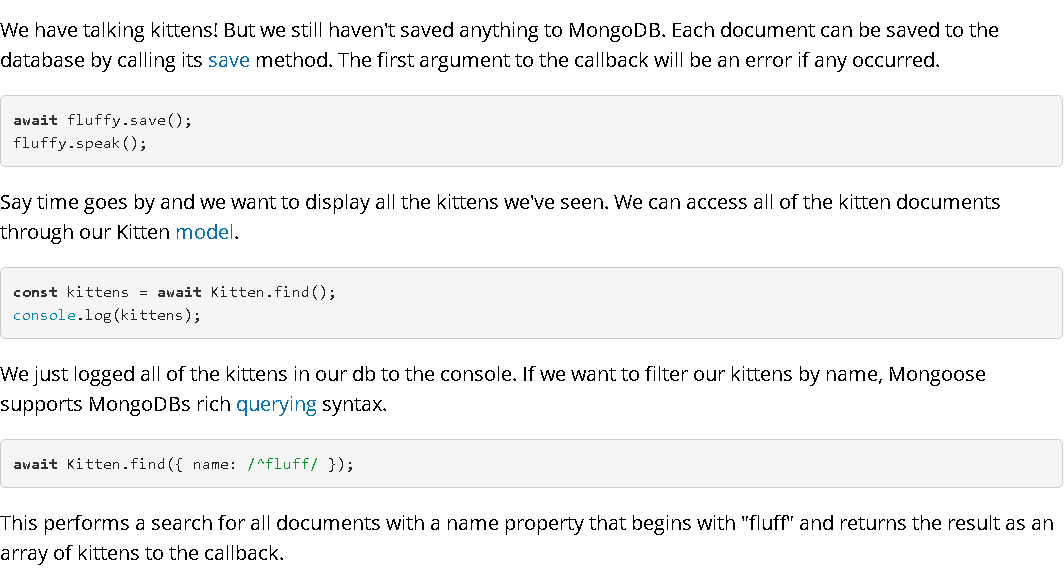 We have talking kittens! But we still haven't saved anything to MongoDB. Each document can be saved to the
database by calling its save method. The first argument to the callback will be an error if any occurred.
await fluffy.save();
fluffy.speak();
Say time goes by and we want to display all the kittens we've seen. We can access all of the kitten documents
through our Kitten model.
const kittens = await Kitten.find();
console.log(kittens);
We just logged all of the kittens in our db to the console. If we want to filter our kittens by name, Mongoose
supports MongoDBs rich querying syntax.
await Kitten.find({ name: /^fluff/ });
This performs a search for all documents with a name property that begins with "fluff" and returns the result as an
array of kittens to the callback.